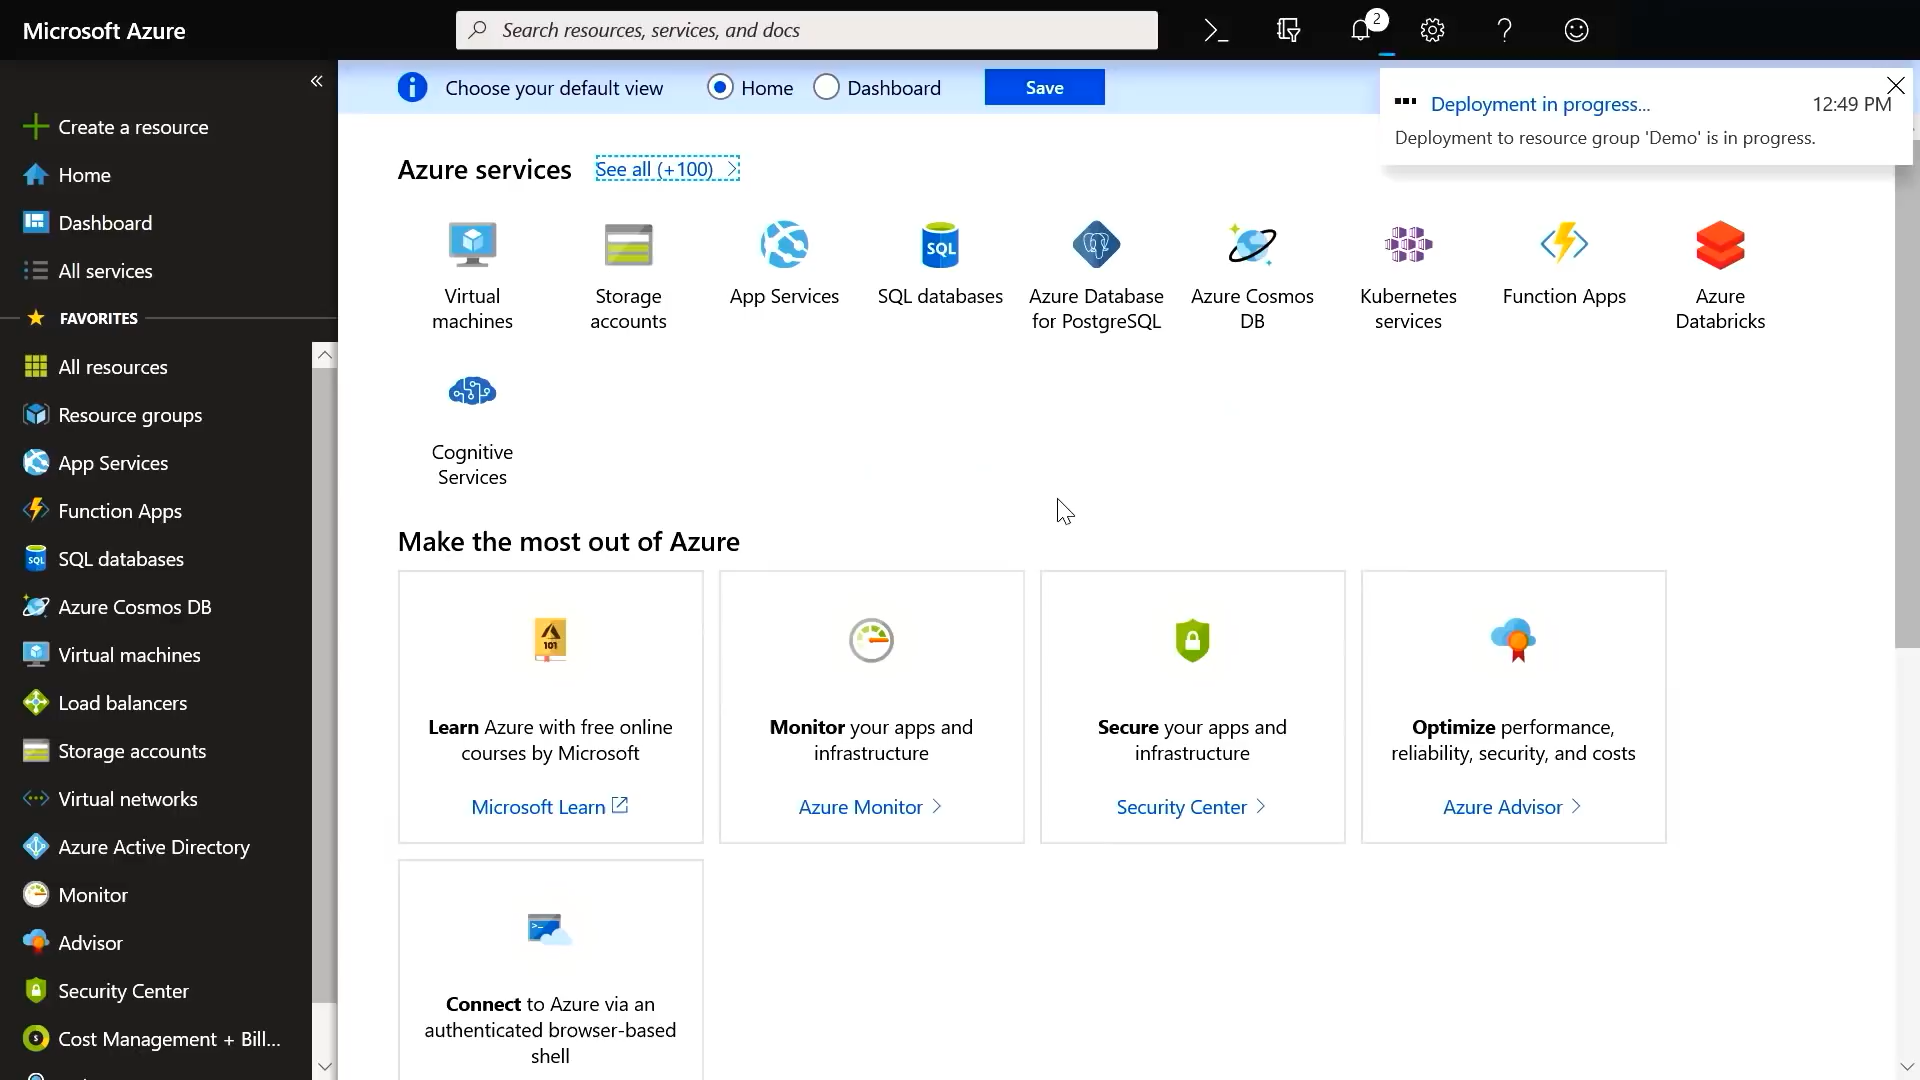 Microsoft Azure
Search resources, services, and docs
2
Choose your default view
Home
Dashboard
Save
Deployment in progress...
12:49 PM
Deployment to resource group 'Demo' is in progress.
Create a resource
Home
Dashboard
All services
FAVORITES
All resources
Resource groups
App Services
Function Apps
SQL databases
Azure Cosmos DB
Virtual machines
Load balancers
Storage accounts
Virtual networks
Azure Active Directory
Monitor
Advisor
Security Center
Cost Management + Bill...
Azure services
See all (+100)
Virtual
machines
Storage
accounts
App Services
SQL
SQL databases
Azure Database
for PostgreSQL
Azure Cosmos
DB
Kubernetes
services
Function Apps
Azure
Databricks
Cognitive
Services
Make the most out of Azure
101
Learn Azure with free online
courses by Microsoft
Microsoft Learn
Monitor your apps and
infrastructure
Azure Monitor
Secure your apps and
infrastructure
Security Center
Optimize performance,
reliability, security, and costs
Azure Advisor
Connect to Azure via an
authenticated browser-based
shell